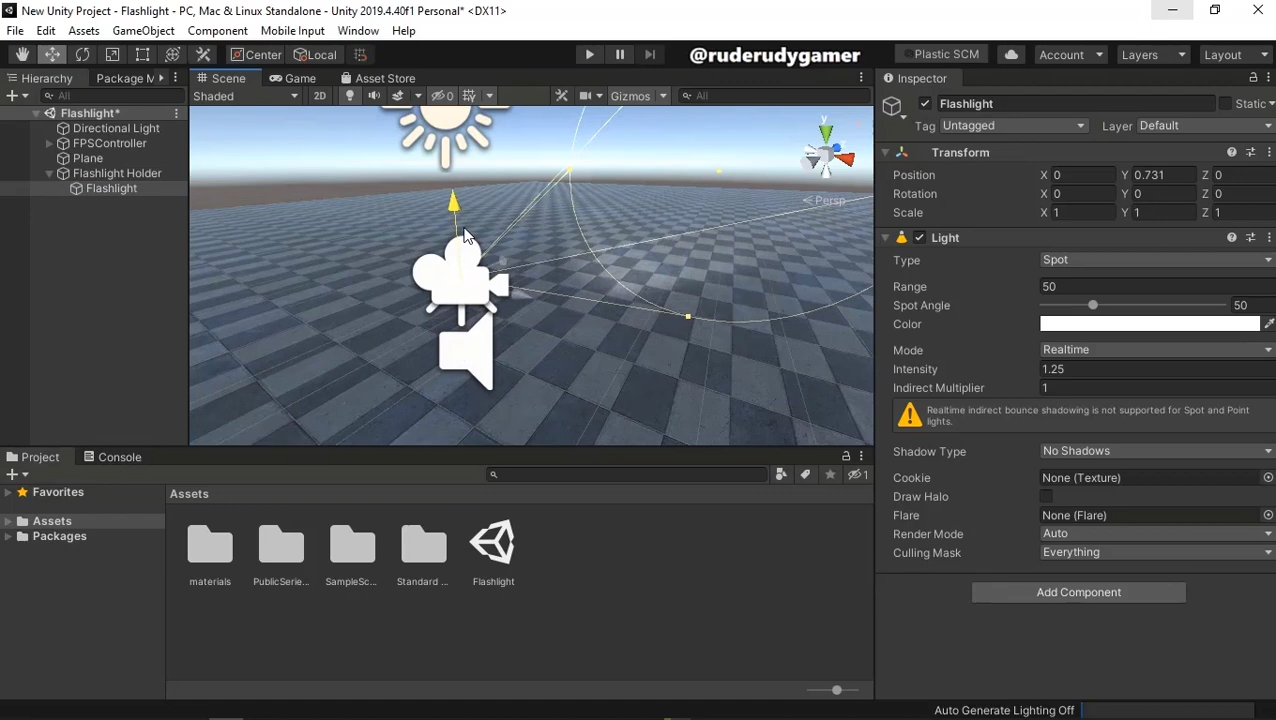 New Unity Project - Flashlight - PC, Mac & Linux Standalone - Unity 2019.4.40f1 Personal* <DX11>
File Edit Assets GameObject Component Mobile Input Window Help
Center Local @ruderudygamer Plastic SCM Account Layers Layout
Hierarchy Package M Scene Game Asset Store Inspector
All Shaded 2D 0 Gizmos All
Flashlight Static
Flashlight*
Tag Untagged Layer Default
Directional Light
FPSController
Plane
Flashlight Holder
Flashlight
y
Persp
Transform
Position X 0 Y 0.731 Z 0
Rotation X 0 Y 0 Z 0
Scale X 1 Y 1 Z 1
Light
Type Spot
Range 50
Spot Angle 50
Color
Mode Realtime
Intensity 1.25
Indirect Multiplier 1
Realtime indirect bounce shadowing is not supported for Spot and Point
lights.
Shadow Type No Shadows
Cookie None (Texture)
Draw Halo
Flare None (Flare)
Render Mode Auto
Culling Mask Everything
Add Component
Project Console
1
Favorites
Assets
Packages
Assets
materials PublicSerie... SampleSc... Standard ... Flashlight
Auto Generate Lighting Off